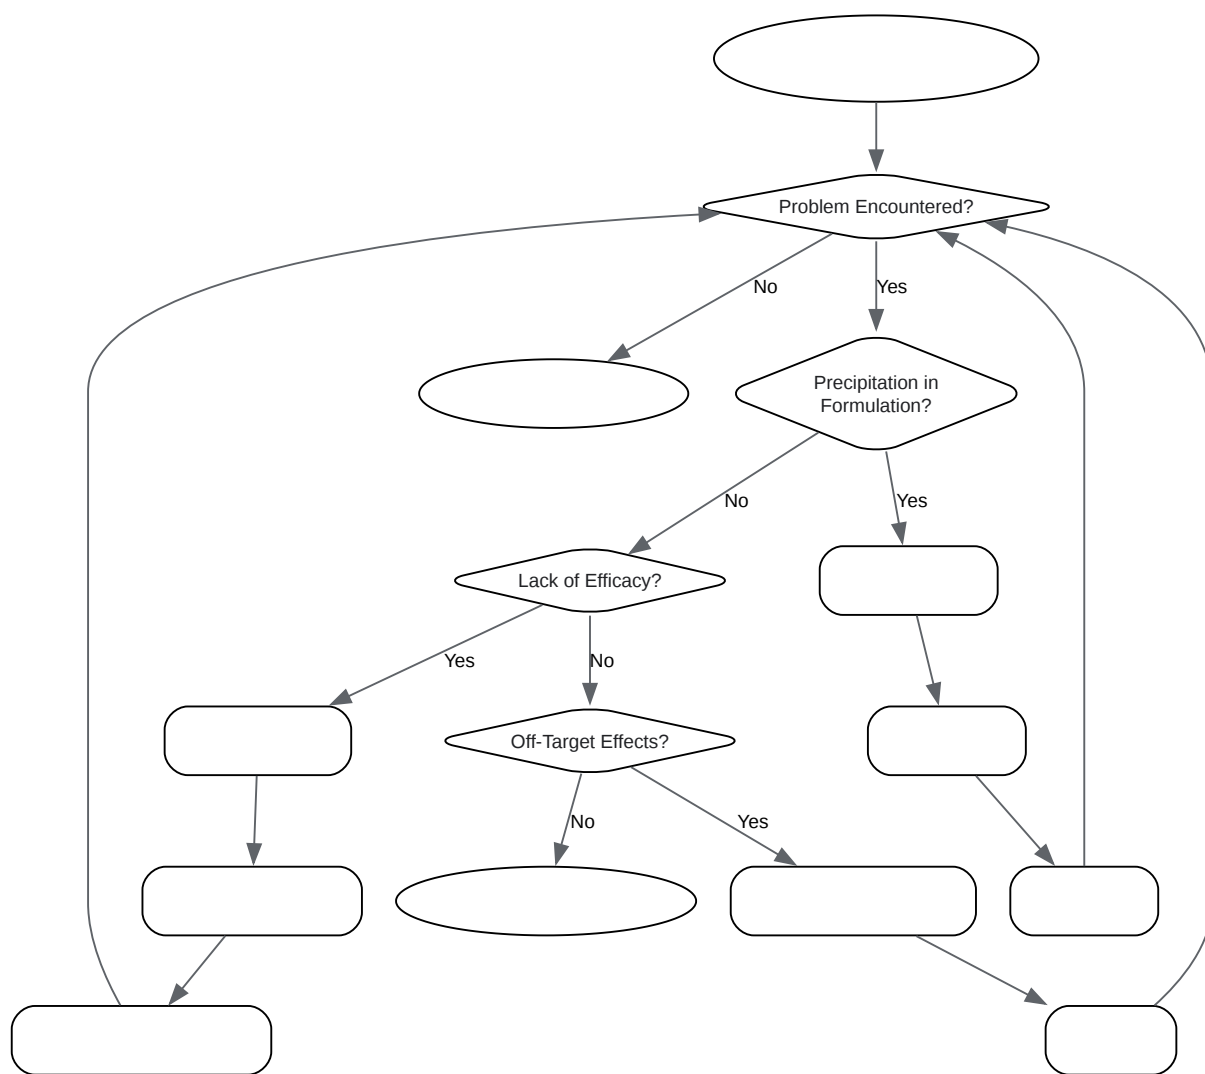 Problem Encountered?
No
Yes
Precipitation in
Formulation?
No
Yes
Lack of Efficacy?
Yes
No
Off-Target Effects?
No
Yes